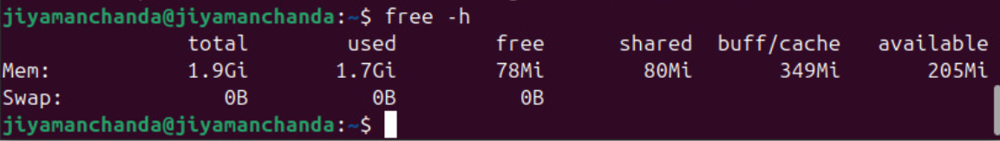 jiyamanchanda@jiyamanchanda:~$ free -h
total used free shared buff/cache available
Mem: 1.9Gi 1.7Gi 78Mi 80Mi 349Mi 205Mi
Swap: 0B 0B 0B
jiyamanchanda@jiyamanchanda:~$